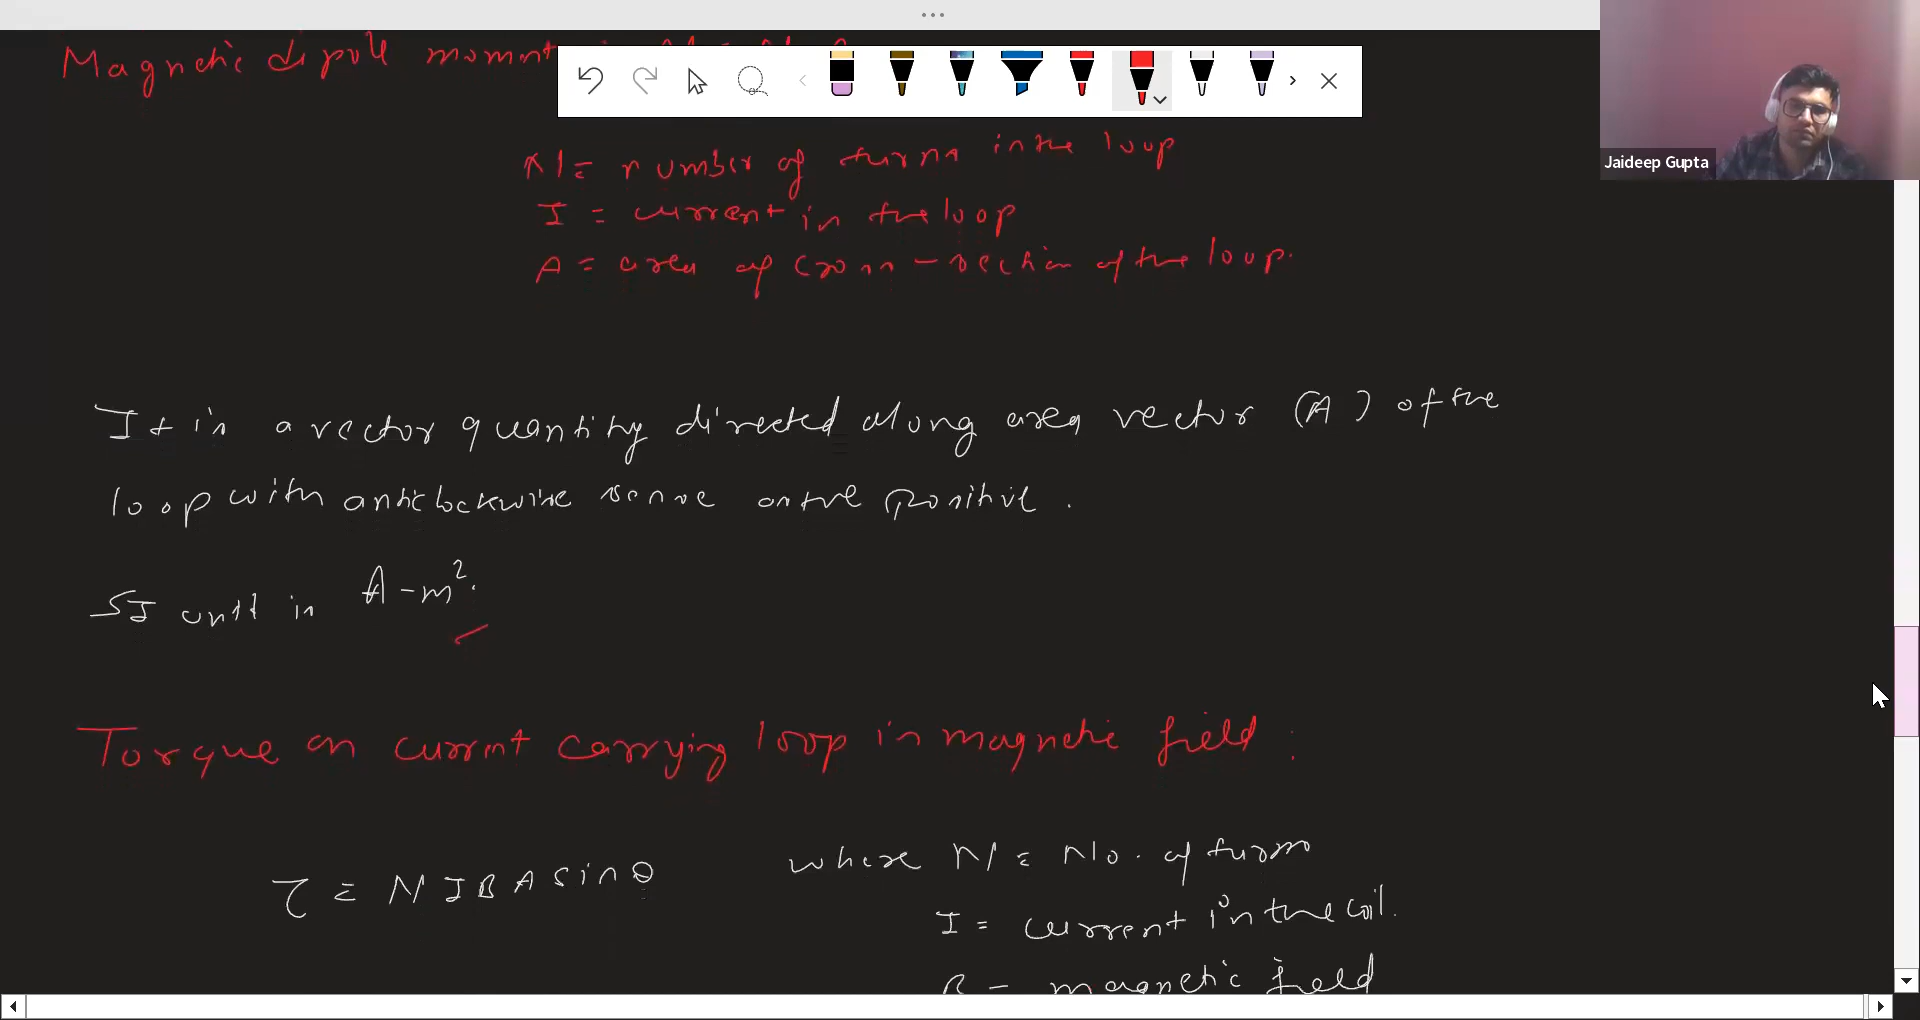 Magnetic dipole moment
Jaideep Gupta
N = number of turns in the loop
I = current in the loop
A = area of cross-section of the loop.
It is a vector quantity directed along area vector (A) of the
loop with anticlockwise sense as the positive.
SI unit is A-m².
Torque on current carrying loop in magnetic field:
τ = NIBA sinθ
where N = No. of turns
I = current in the coil.
B = magnetic field